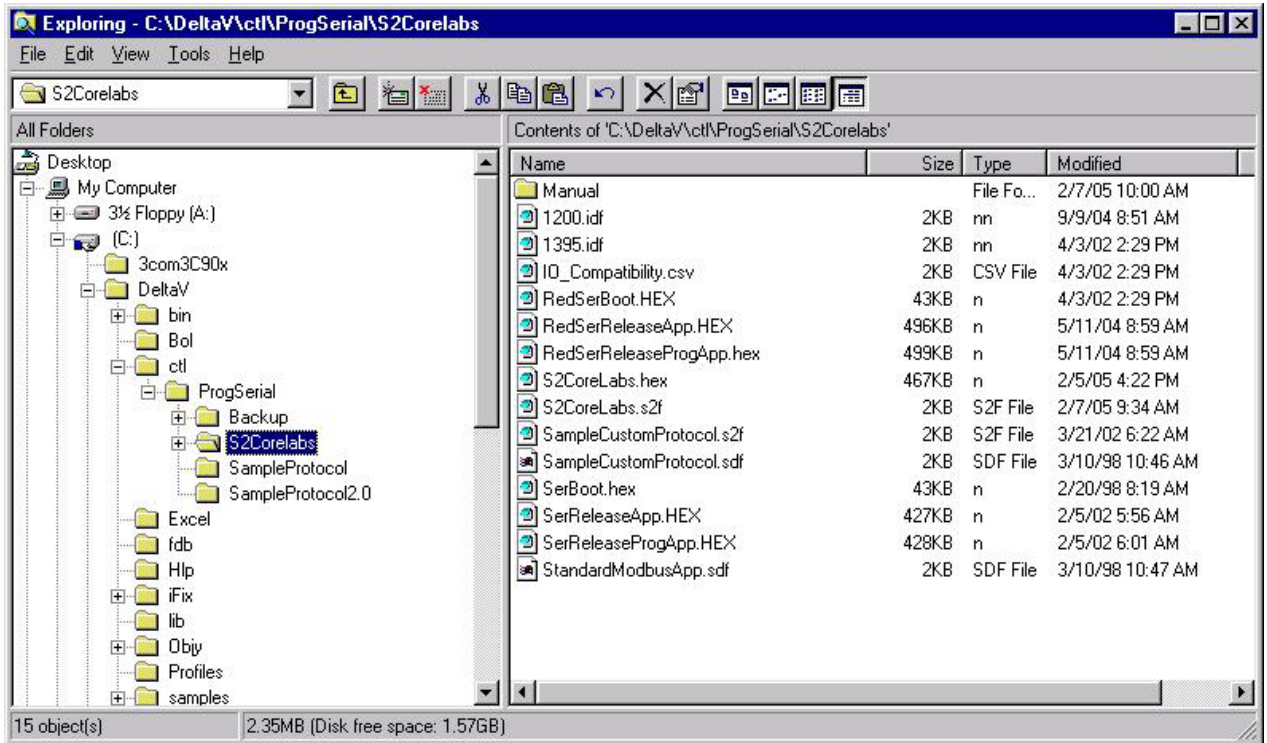 Exploring - C:\DeltaV\ctl\ProgSerial\S2Corelabs
File Edit View Tools Help
S2Corelabs
All Folders
Contents of 'C:\DeltaV\ctl\ProgSerial\S2Corelabs'
Desktop
My Computer
3½ Floppy (A:)
(C:)
3com3C90x
DeltaV
bin
Bol
ctl
ProgSerial
Backup
S2Corelabs
SampleProtocol
SampleProtocol2.0
Excel
fdb
Hlp
iFix
lib
Objy
Profiles
samples
Name Size Type Modified
Manual File Fo... 2/7/05 10:00 AM
1200.idf 2KB nn 9/9/04 8:51 AM
1395.idf 2KB nn 4/3/02 2:29 PM
IO_Compatibility.csv 2KB CSV File 4/3/02 2:29 PM
RedSerBoot.HEX 43KB n 4/3/02 2:29 PM
RedSerReleaseApp.HEX 496KB n 5/11/04 8:59 AM
RedSerReleaseProgApp.hex 499KB n 5/11/04 8:59 AM
S2CoreLabs.hex 467KB n 2/5/05 4:22 PM
S2CoreLabs.s2f 2KB S2F File 2/7/05 9:34 AM
SampleCustomProtocol.s2f 2KB S2F File 3/21/02 6:22 AM
SampleCustomProtocol.sdf 2KB SDF File 3/10/98 10:46 AM
SerBoot.hex 43KB n 2/20/98 8:19 AM
SerReleaseApp.HEX 427KB n 2/5/02 5:56 AM
SerReleaseProgApp.HEX 428KB n 2/5/02 6:01 AM
StandardModbusApp.sdf 2KB SDF File 3/10/98 10:47 AM
15 object(s) 2.35MB (Disk free space: 1.57GB)